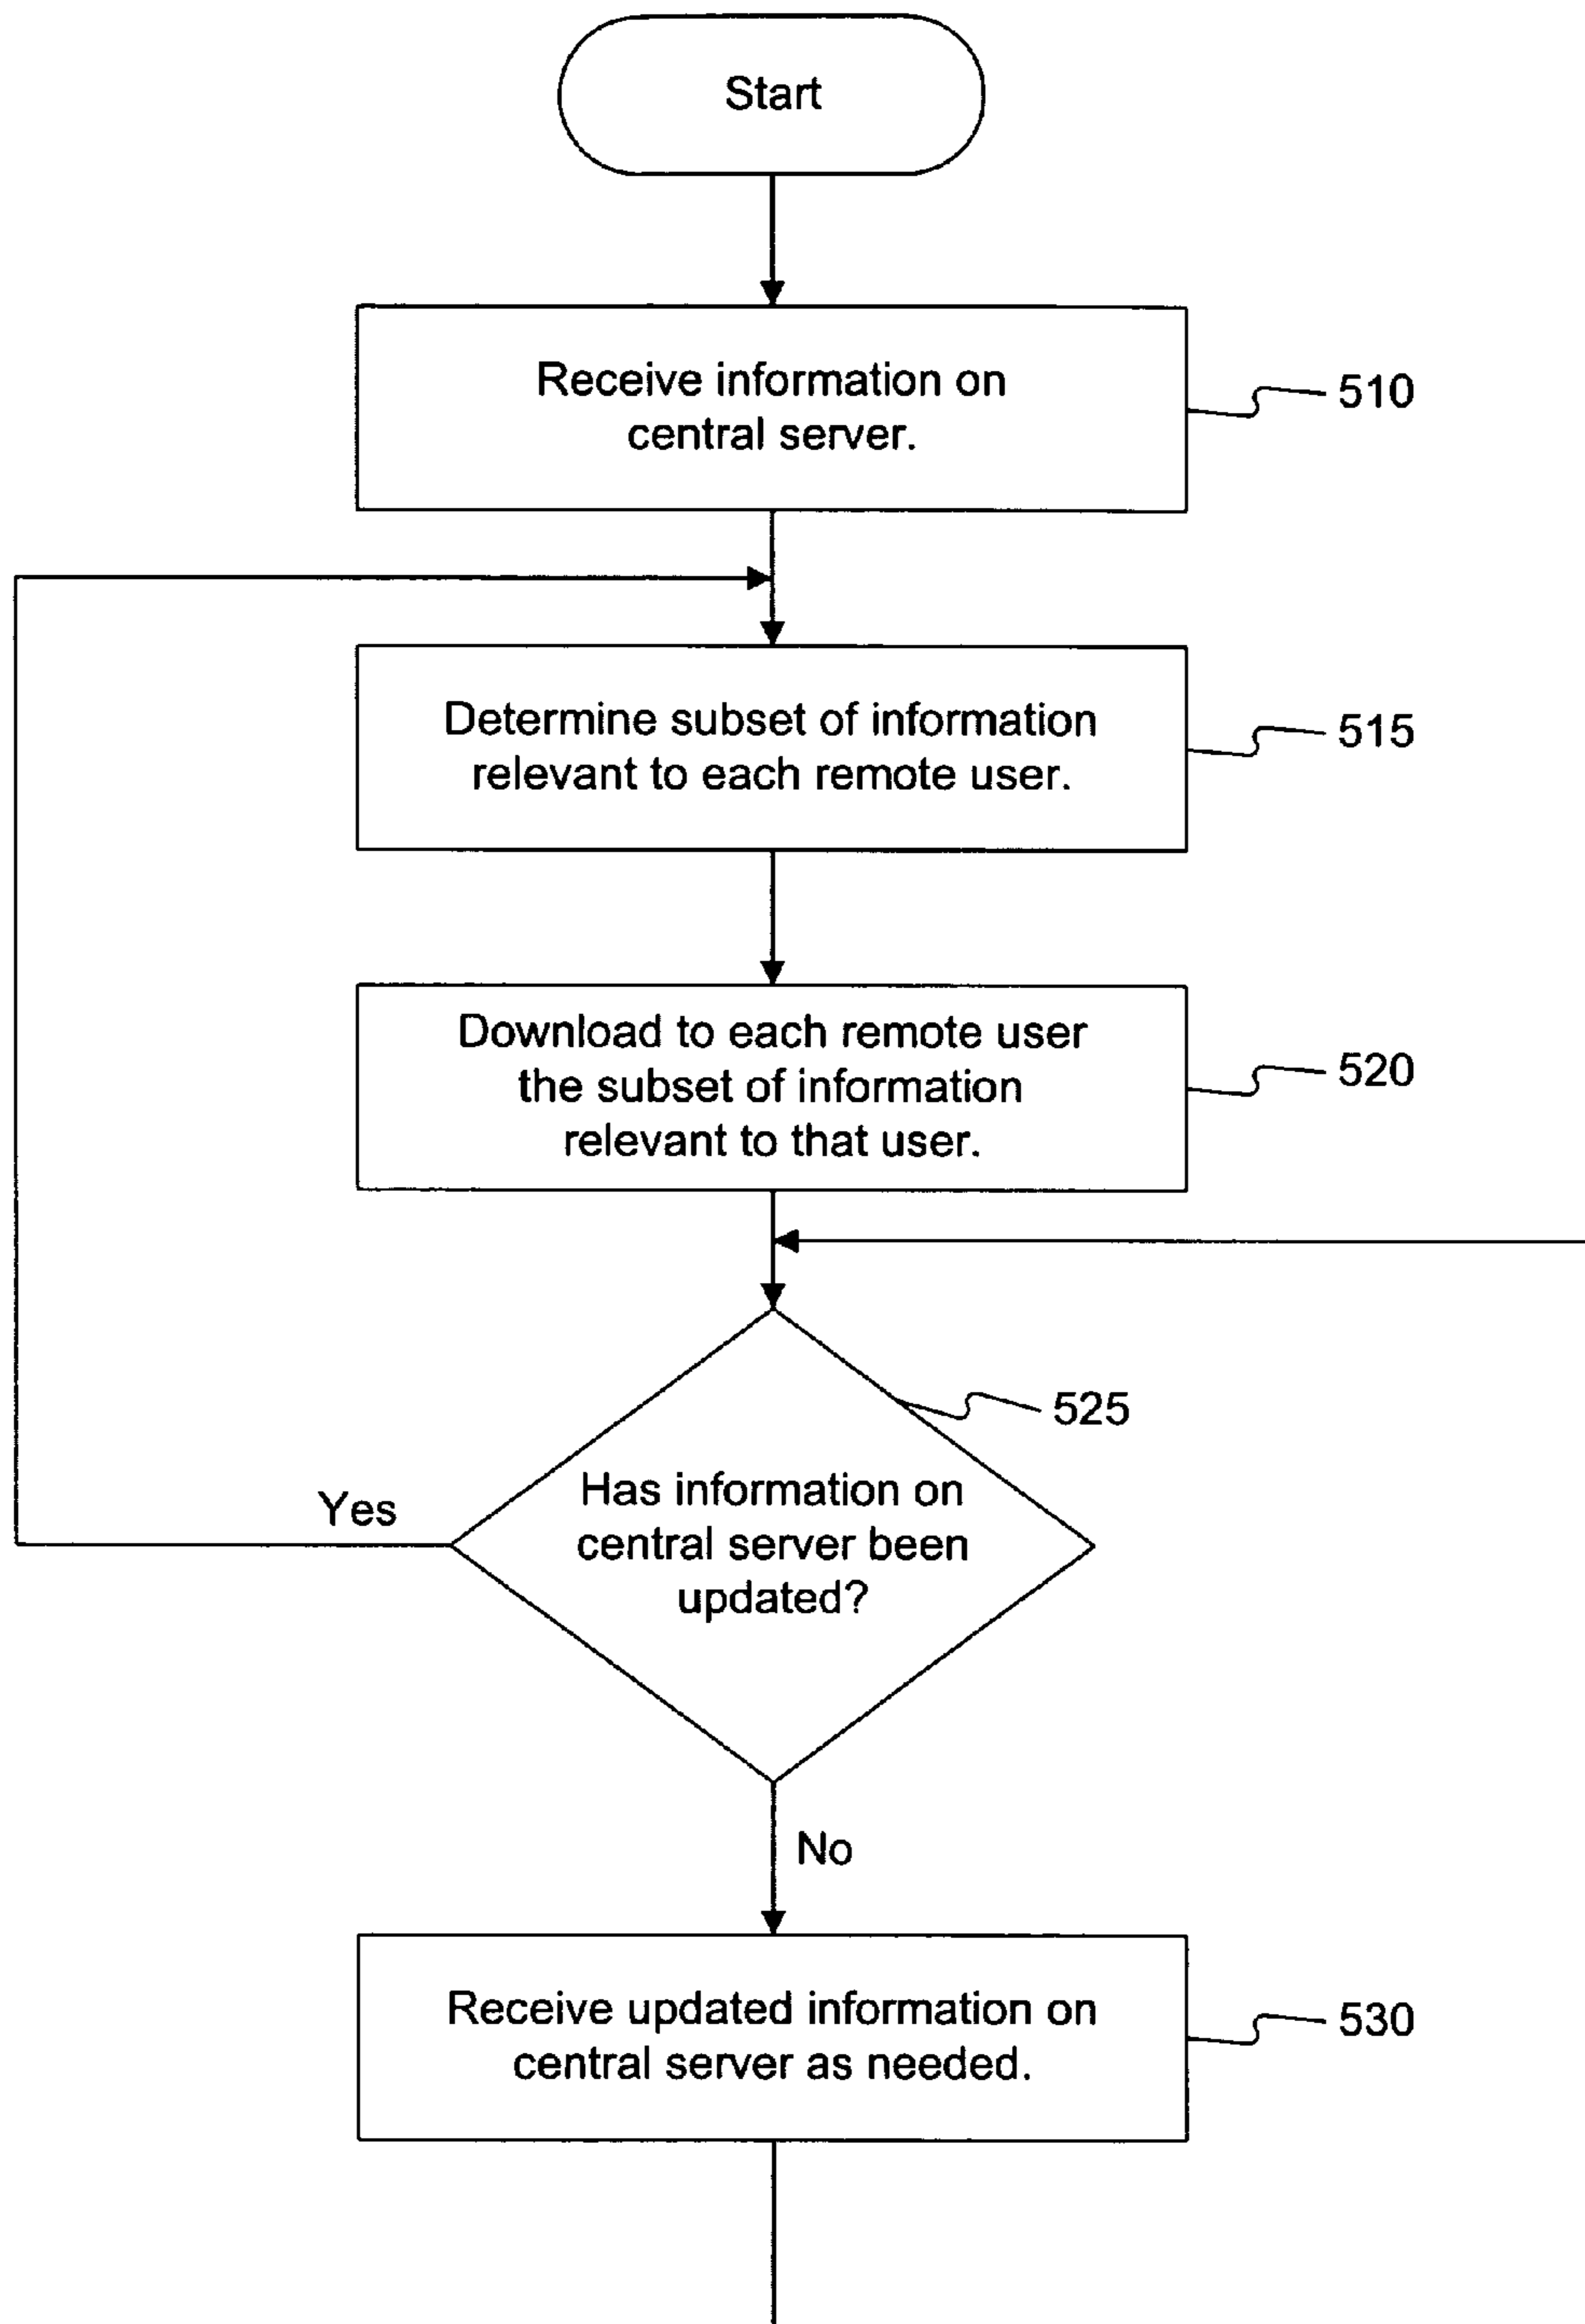 Start
Receive information on
central server.
510
Determine subset of information
relevant to each remote user.
515
Download to each remote user
the subset of information
relevant to that user.
520
525
Has information on
central server been
updated?
Yes
No
Receive updated information on
central server as needed.
530